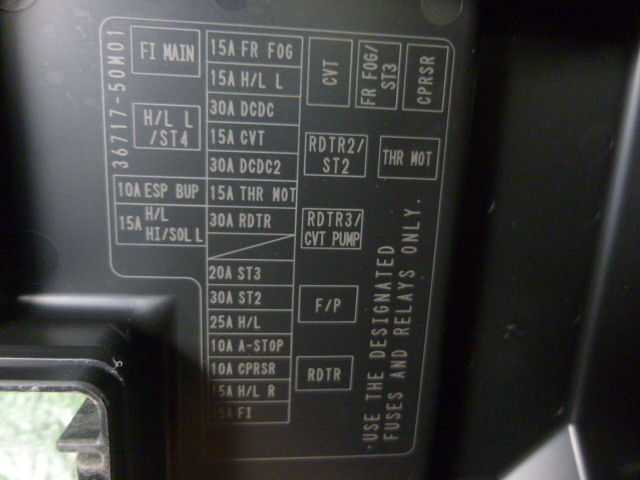 36717-50M01
FI MAIN
H/L L
/ST4
10A ESP BUP
15A H/L
HI/SOL L
15A FR FOG
15A H/L L
30A DCDC
15A CVT
30A DCDC2
15A THR MOT
30A RDTR
20A ST3
30A ST2
25A H/L
10A A-STOP
10A CPRSR
15A H/L R
15A FI
CVT
FR FOG/
ST3
CPRSR
RDTR2/
ST2
THR MOT
RDTR3/
CVT PUMP
F/P
RDTR
·USE THE DESIGNATED
FUSES AND RELAYS ONLY.